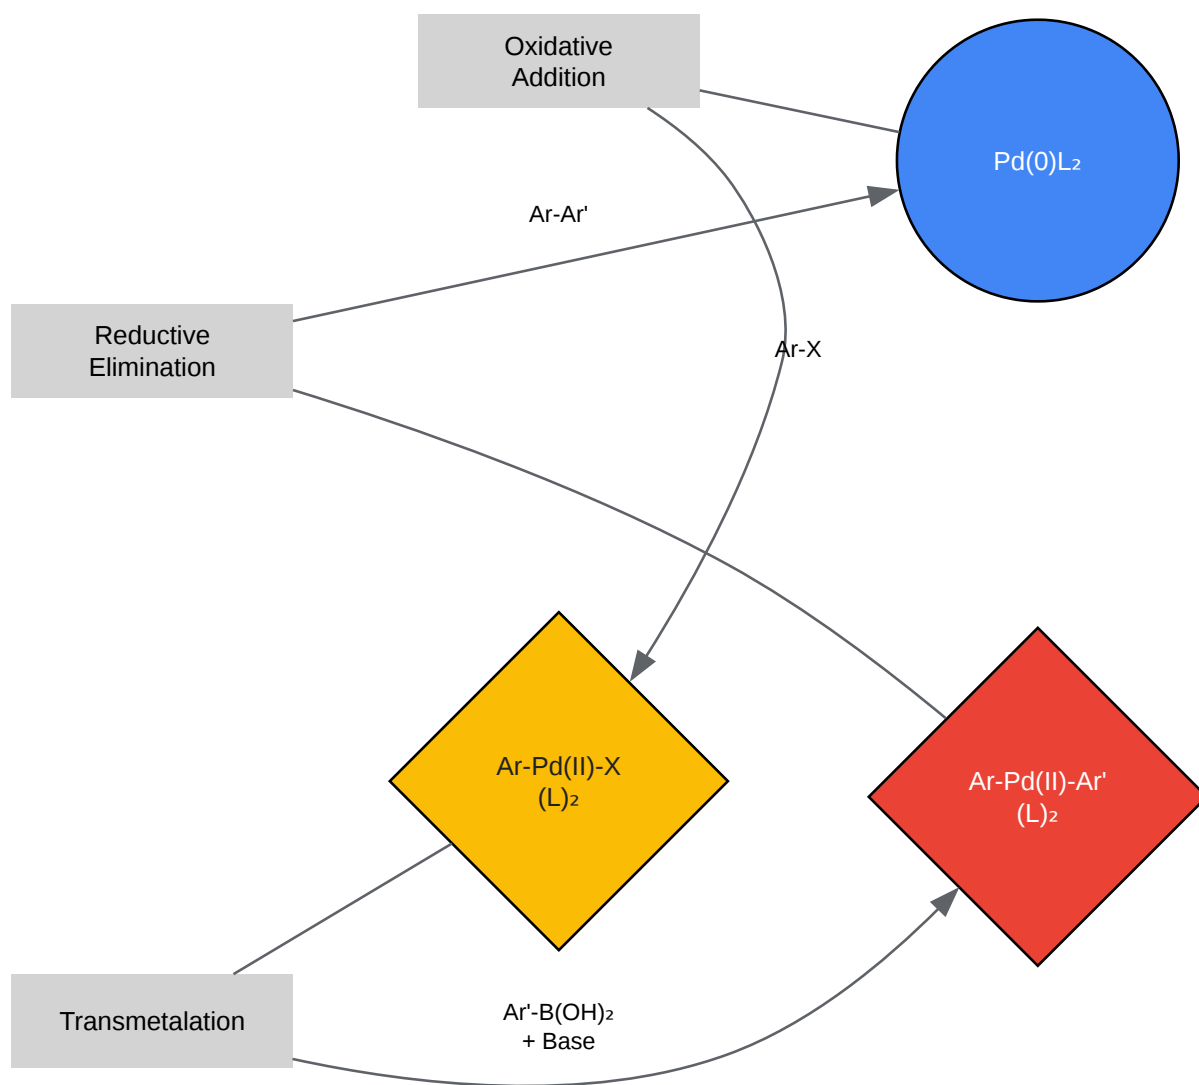 Oxidative
Addition
Pd(0)L₂
Ar-Ar'
Reductive
Elimination
Ar-X
Ar-Pd(II)-X
(L)₂
Ar-Pd(II)-Ar'
(L)₂
Transmetalation
Ar'-B(OH)₂
+ Base